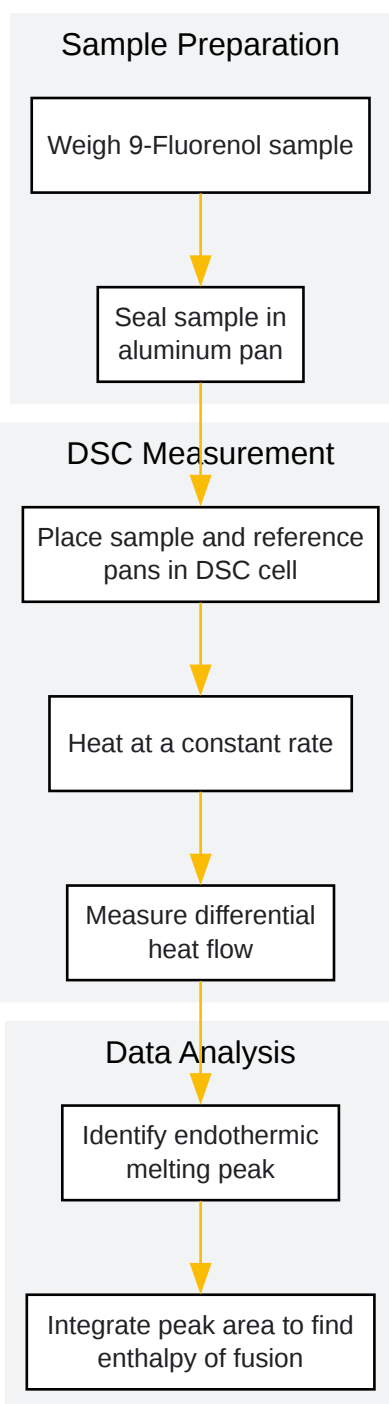 Sample Preparation
Weigh 9-Fluorenol sample
Seal sample in
aluminum pan
DSC Measurement
Place sample and reference
pans in DSC cell
Heat at a constant rate
Measure differential
heat flow
Data Analysis
Identify endothermic
melting peak
Integrate peak area to find
enthalpy of fusion